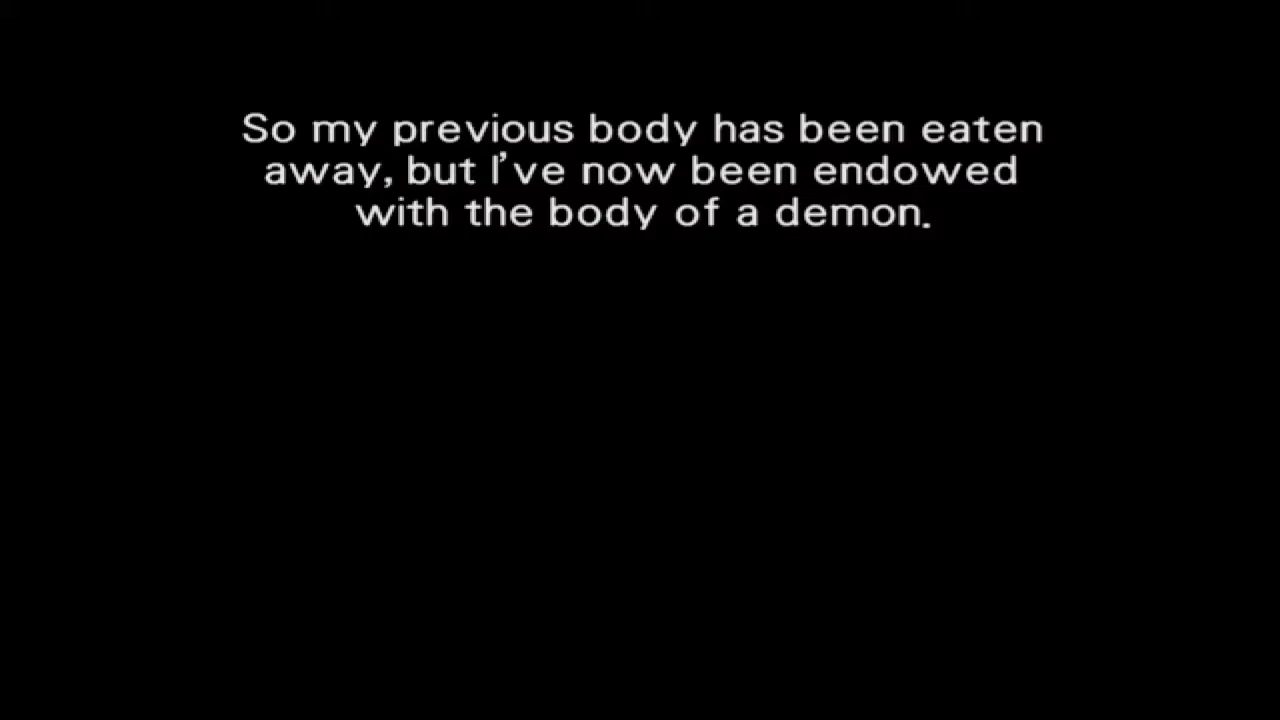 So my previous body has been eaten
away, but I've now been endowed
with the body of a demon.